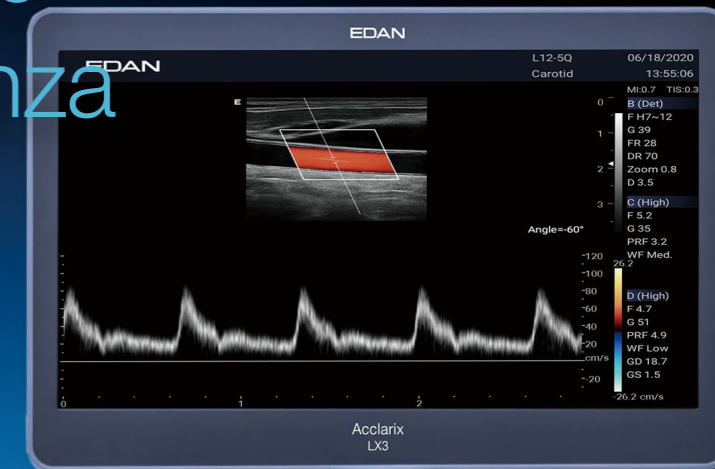 EDAN
EDAN
L12-5Q
06/18/2020
Carotid
13:55:06
MI:0.7 TIS:0.3
B (Det)
F H7~12
G 39
FR 28
DR 70
Zoom 0.8
D 3.5
E
0
1
2
3
C (High)
F 5.2
G 35
PRF 3.2
WF Med.
Angle=-60°
26.2
D (High)
F 4.7
G 51
PRF 4.9
WF Low
GD 18.7
GS 1.5
-26.2 cm/s
-120
-100
-80
-60
-40
-20
cm/s
-20
0
1
2
Acclarix
LX3